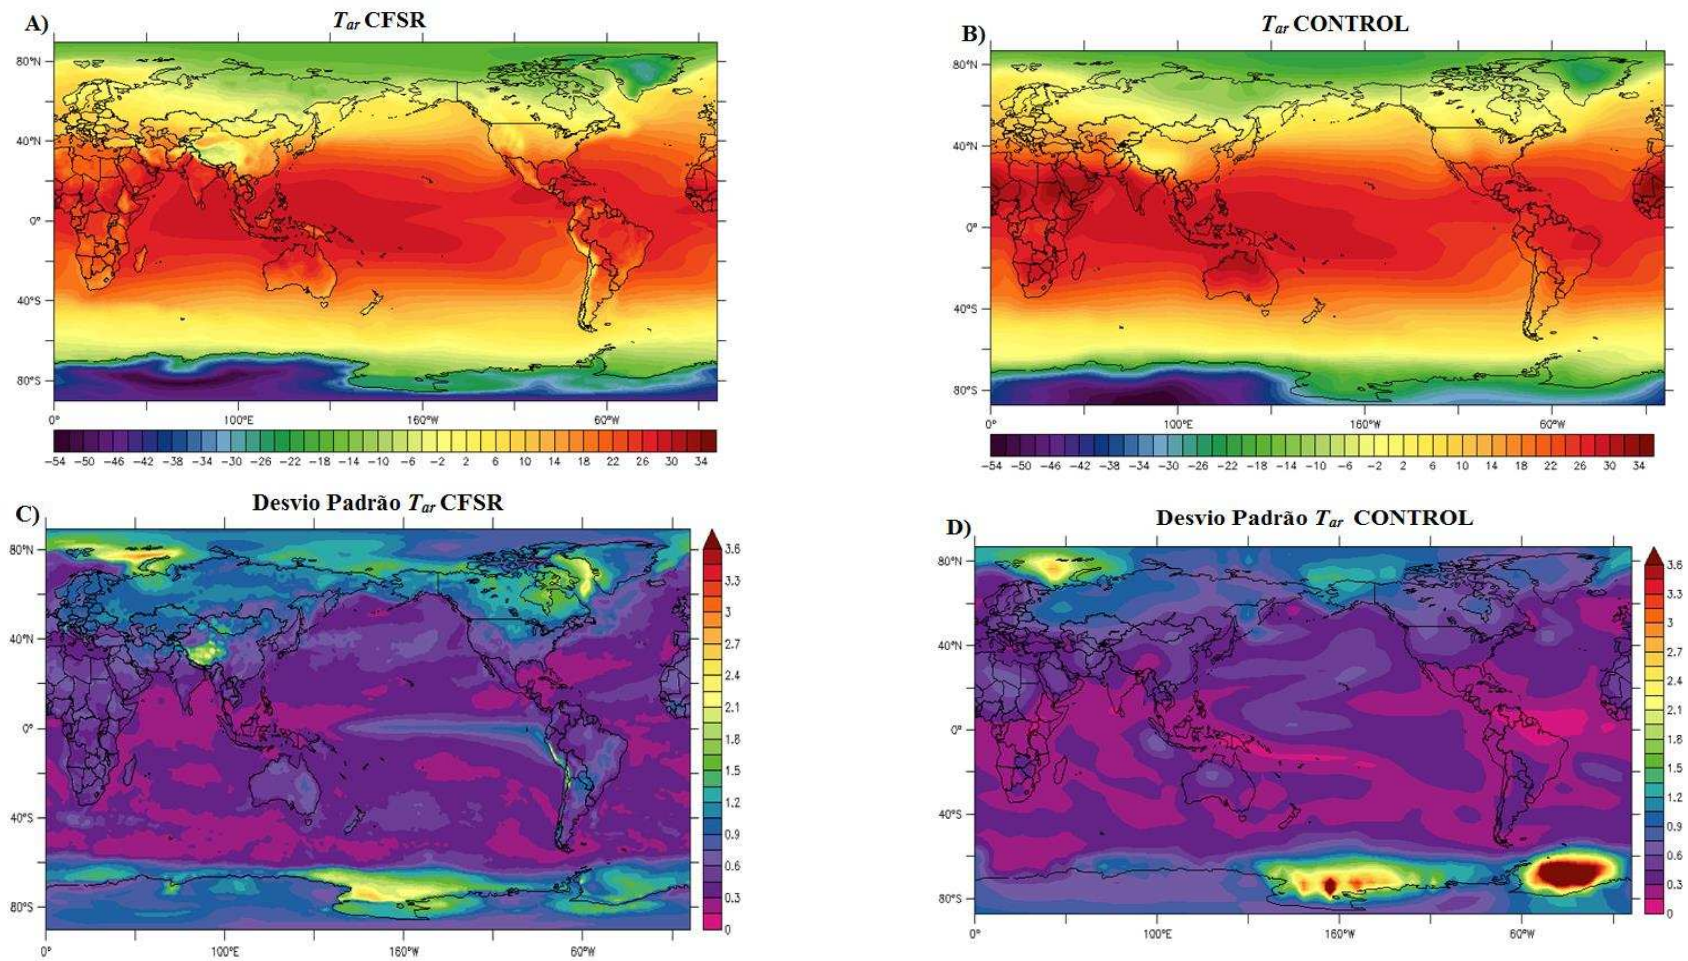 A)
T_ar CFSR
80°N
40°N
0°
40°S
80°S
0° 100°E 160°W 60°W
−54 −50 −46 −42 −38 −34 −30 −26 −22 −18 −14 −10 −6 −2 2 6 10 14 18 22 26 30 34
B)
T_ar CONTROL
80°N
40°N
0°
40°S
80°S
0° 100°E 160°W 60°W
−54 −50 −46 −42 −38 −34 −30 −26 −22 −18 −14 −10 −6 −2 2 6 10 14 18 22 26 30 34
C)
Desvio Padrão T_ar CFSR
80°N
40°N
0°
40°S
80°S
0° 100°E 160°W 60°W
3.6
3.3
3
2.7
2.4
2.1
1.8
1.5
1.2
0.9
0.6
0.3
0
D)
Desvio Padrão T_ar CONTROL
80°N
40°N
0°
40°S
80°S
0° 100°E 160°W 60°W
3.6
3.3
3
2.7
2.4
2.1
1.8
1.5
1.2
0.9
0.6
0.3
0